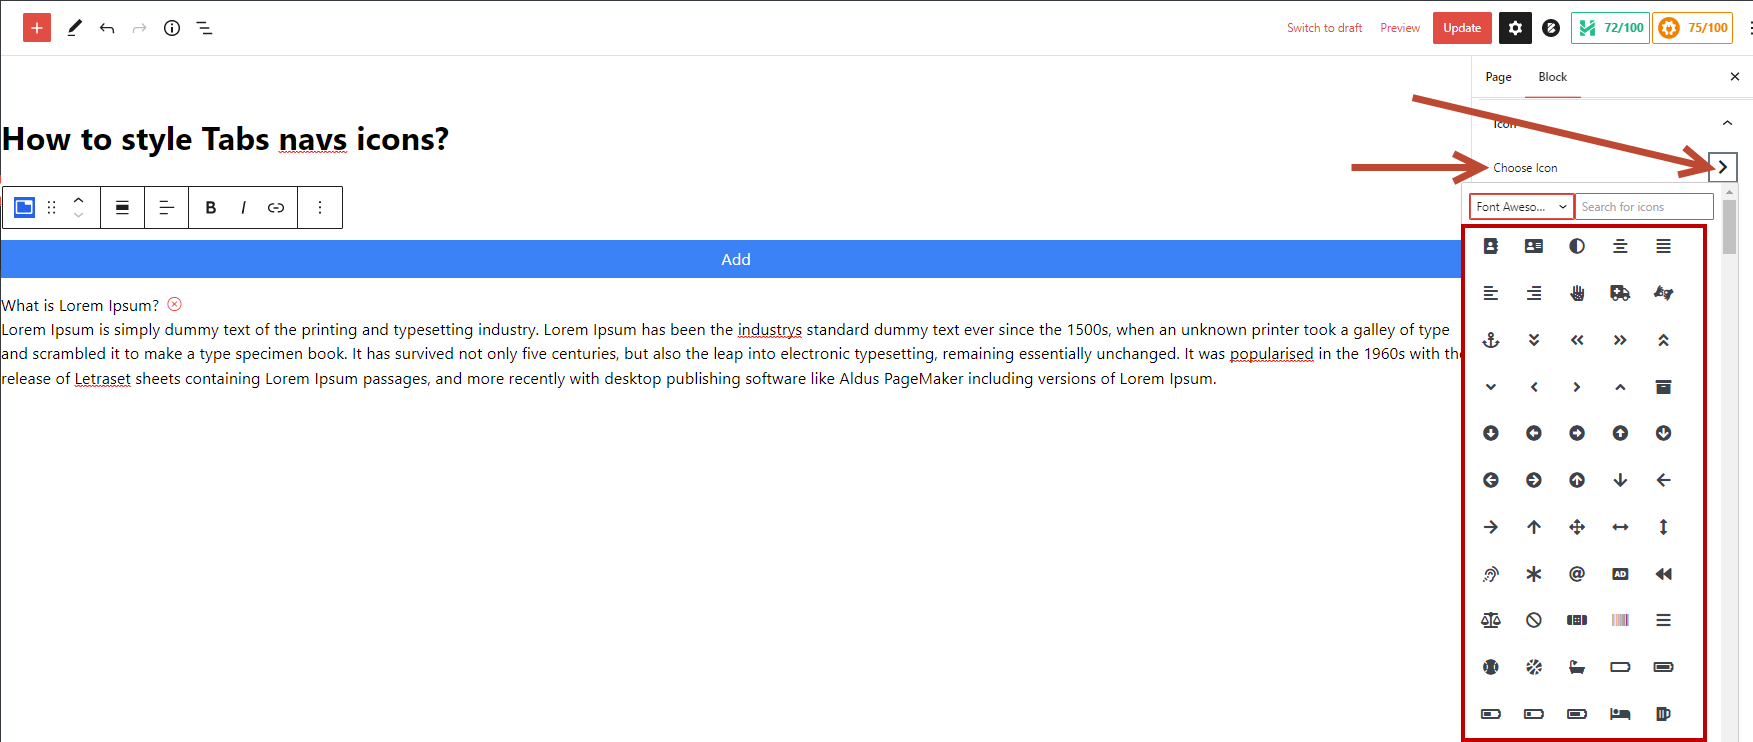 Switch to draft Preview Update 72/100 75/100
Page Block
Icon
How to style Tabs navs icons?
Choose Icon
B I
Font Aweso... Search for icons
Add
What is Lorem Ipsum?
Lorem Ipsum is simply dummy text of the printing and typesetting industry. Lorem Ipsum has been the industrys standard dummy text ever since the 1500s, when an unknown printer took a galley of type
and scrambled it to make a type specimen book. It has survived not only five centuries, but also the leap into electronic typesetting, remaining essentially unchanged. It was popularised in the 1960s with the
release of Letraset sheets containing Lorem Ipsum passages, and more recently with desktop publishing software like Aldus PageMaker including versions of Lorem Ipsum.
@ AD